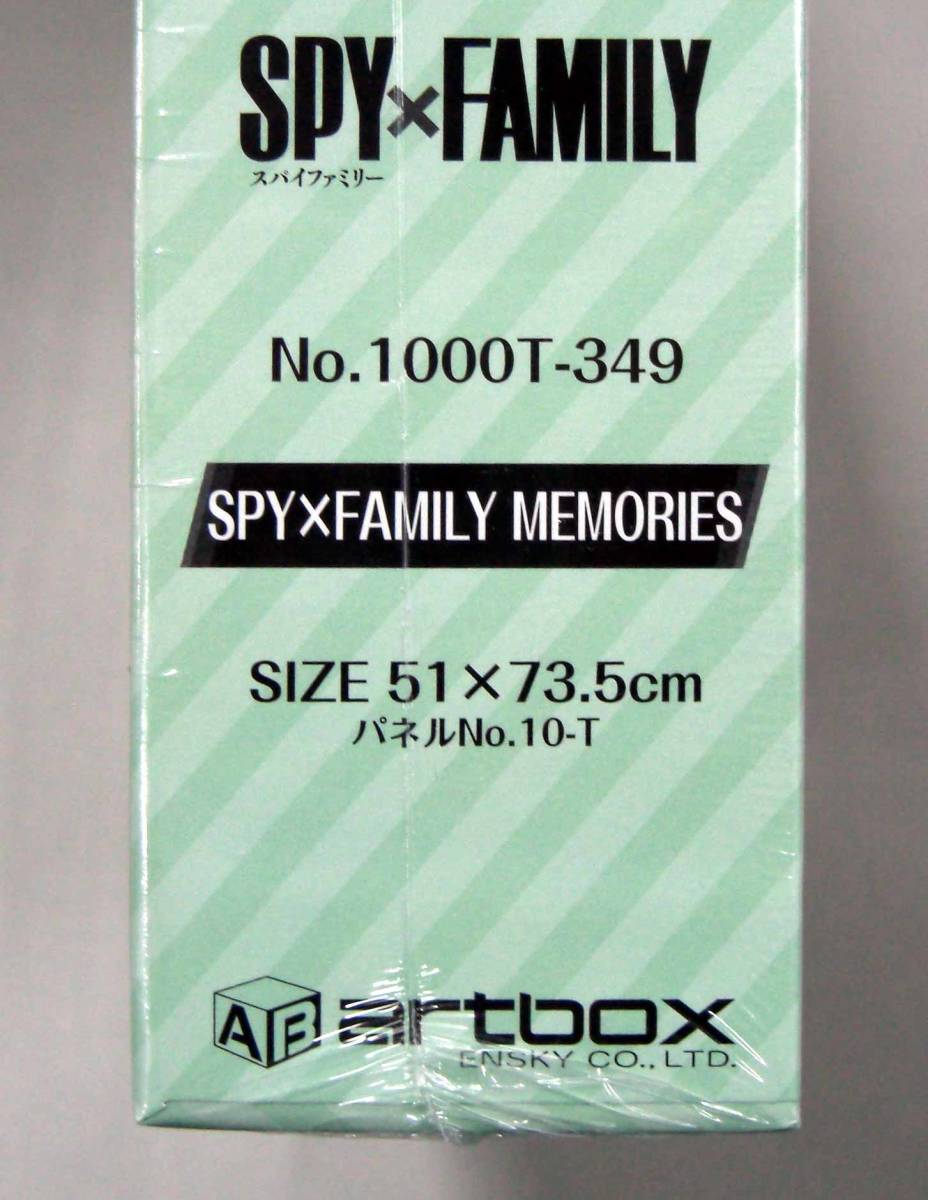 SPY×FAMILY
スパイファミリー
No.1000T-349
SPY×FAMILY MEMORIES
SIZE 51×73.5cm
パネルNo.10-T
AB artbox
ENSKY CO., LTD.